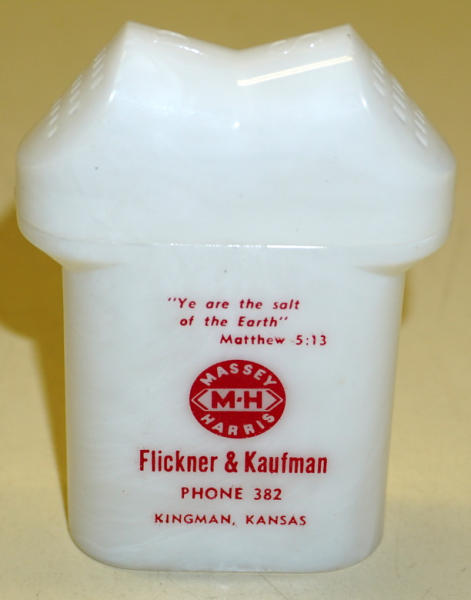 "Ye are the salt
of the Earth"
Matthew 5:13
MASSEY
M-H
HARRIS
Flickner & Kaufman
PHONE 382
KINGMAN, KANSAS